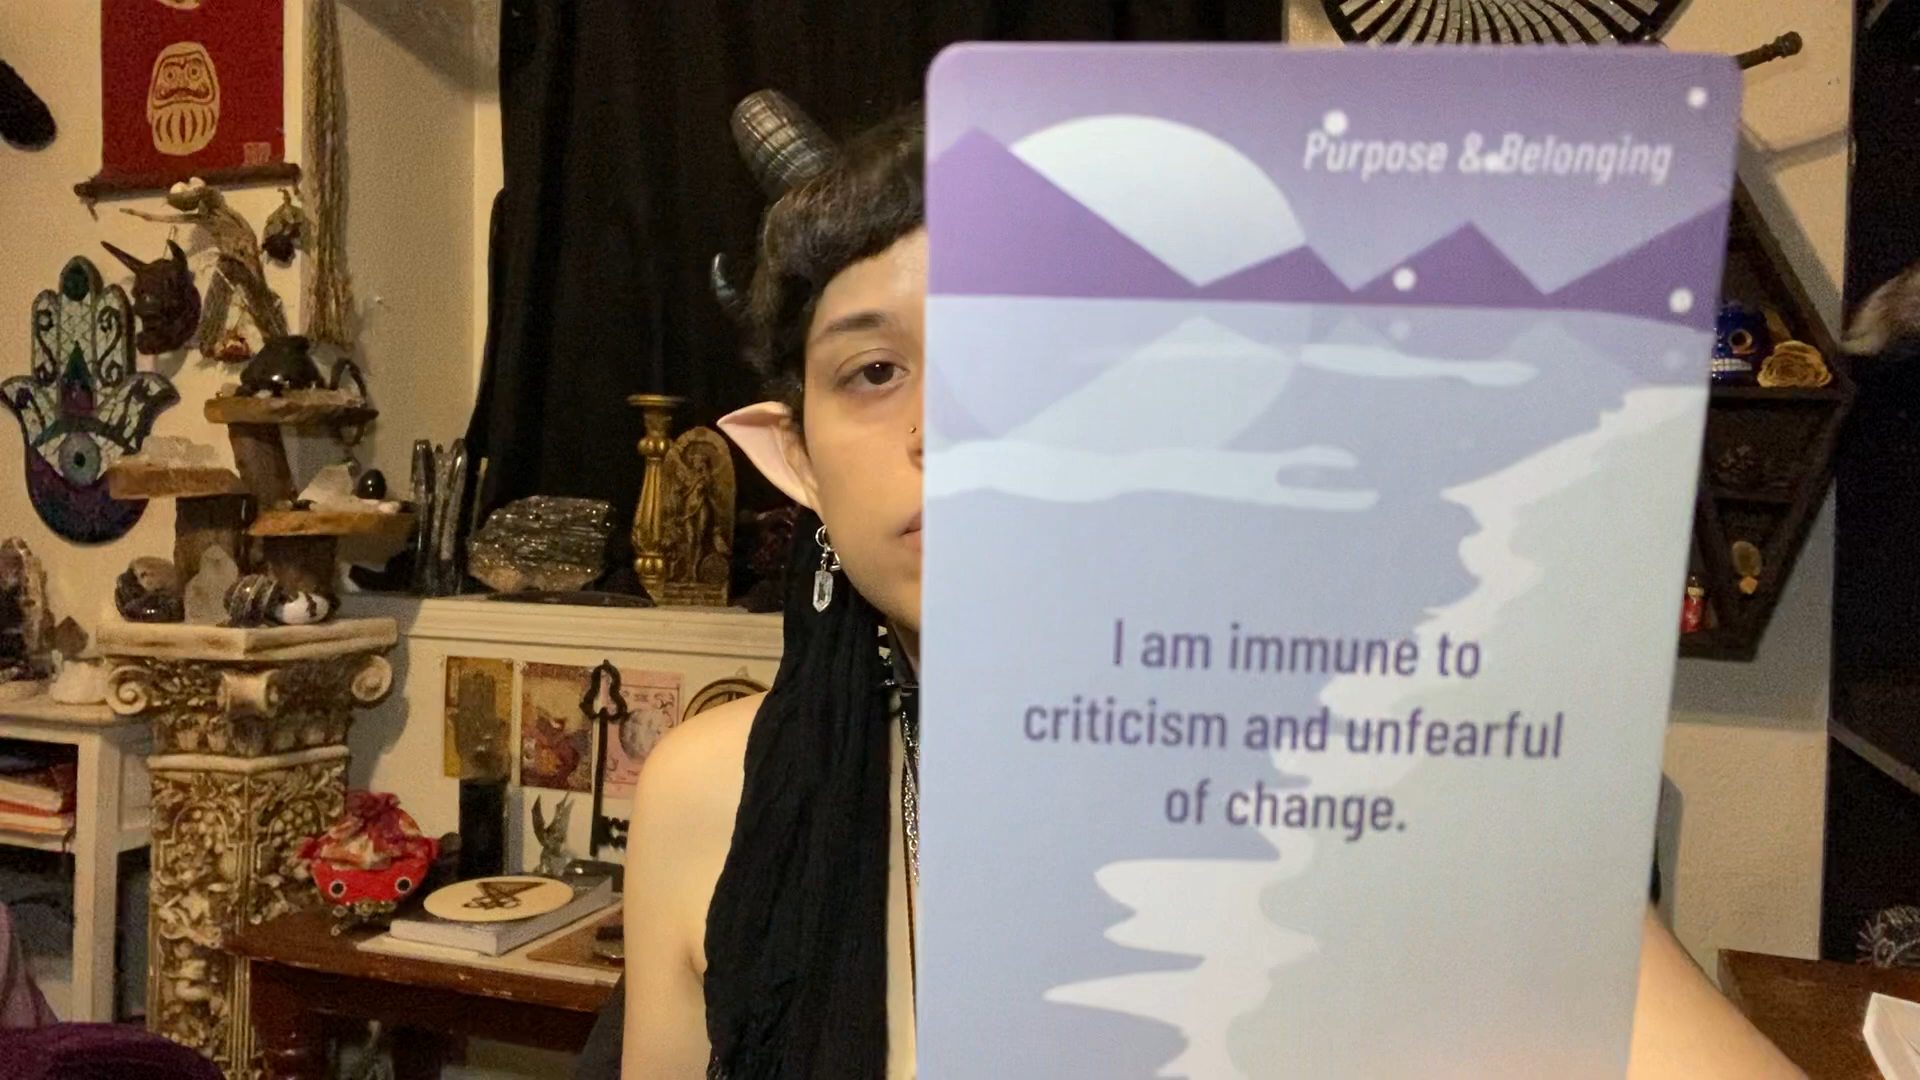 Purpose & Belonging
I am immune to
criticism and unfearful
of change.